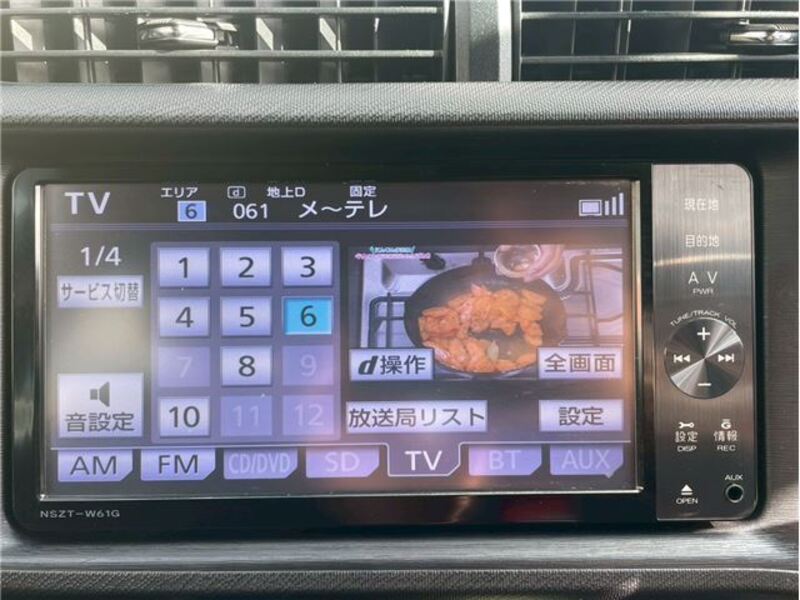 TV
エリア
6
d
地上D
061
固定
メ〜テレ
1/4
サービス切替
1 2 3
4 5 6
7 8 9
10 11 12
音設定
d操作
全画面
放送局リスト
設定
AM FM CD/DVD SD TV BT AUX
NSZT-W61G
現在地
目的地
AV
PWR
TUNE/TRACK VOL
+
−
設定
DISP
情報
REC
OPEN
AUX